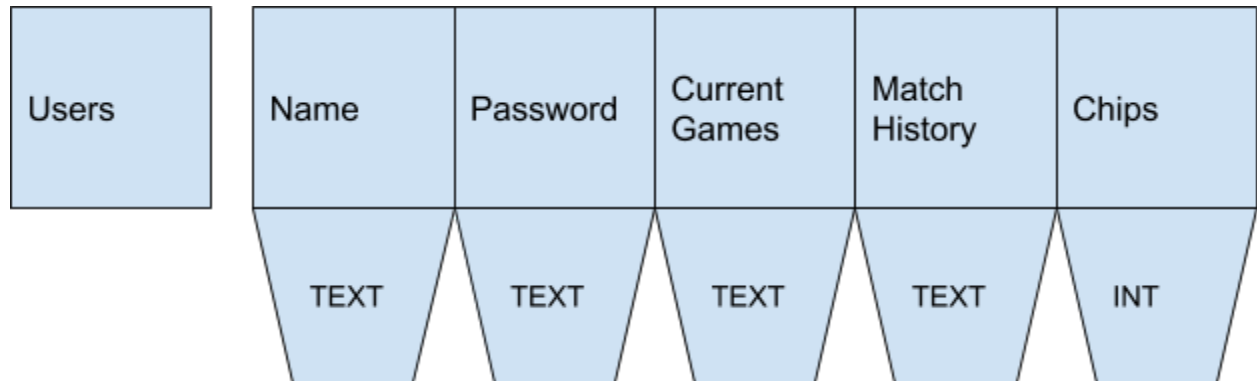 Users
Name
Password
Current
Games
Match
History
Chips
TEXT
TEXT
TEXT
TEXT
INT